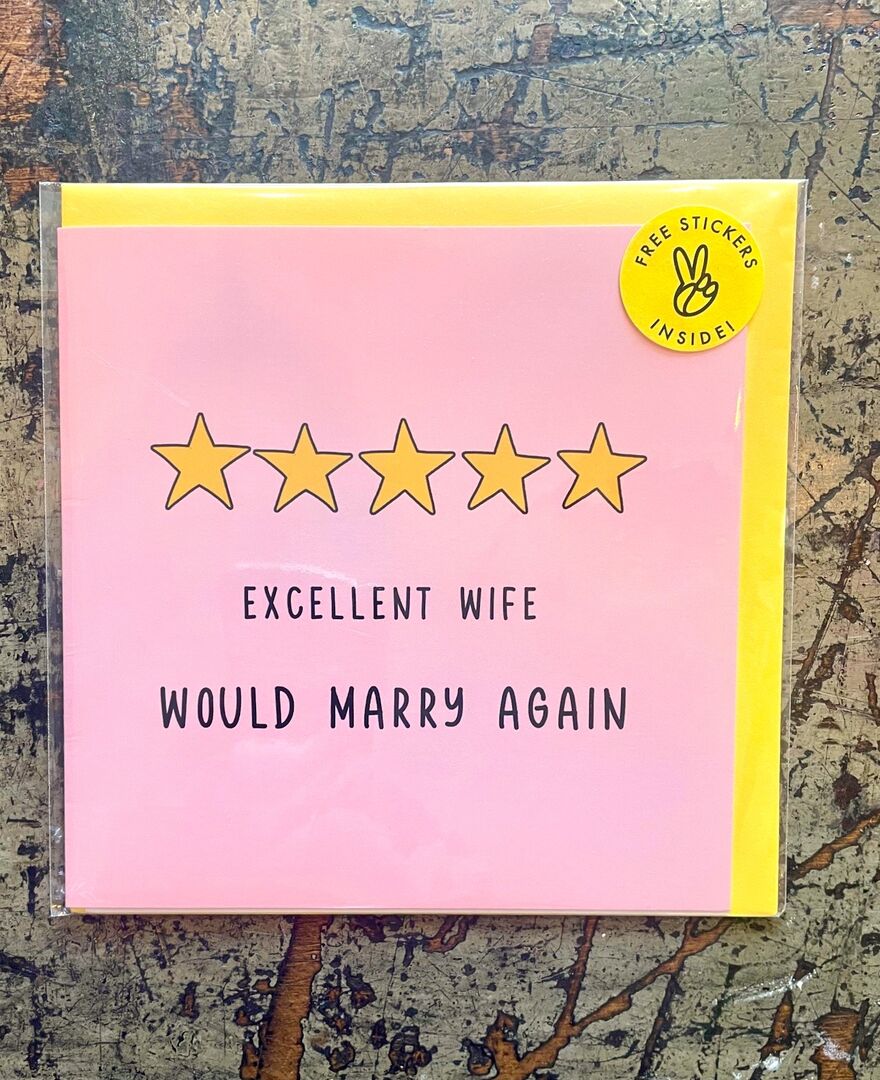 FREE STICKERS
INSIDE!
EXCELLENT WIFE
WOULD MARRY AGAIN